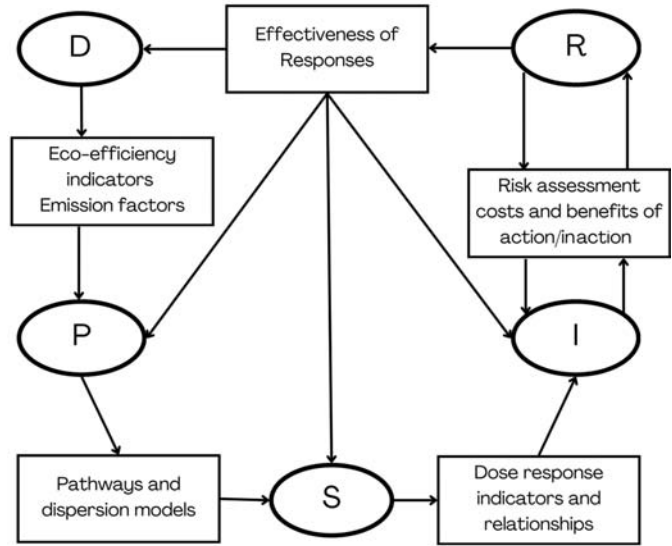 D
Effectiveness of
Responses
R
Eco-efficiency
indicators
Emission factors
Risk assessment
costs and benefits of
action/inaction
P
I
Pathways and
dispersion models
S
Dose response
indicators and
relationships